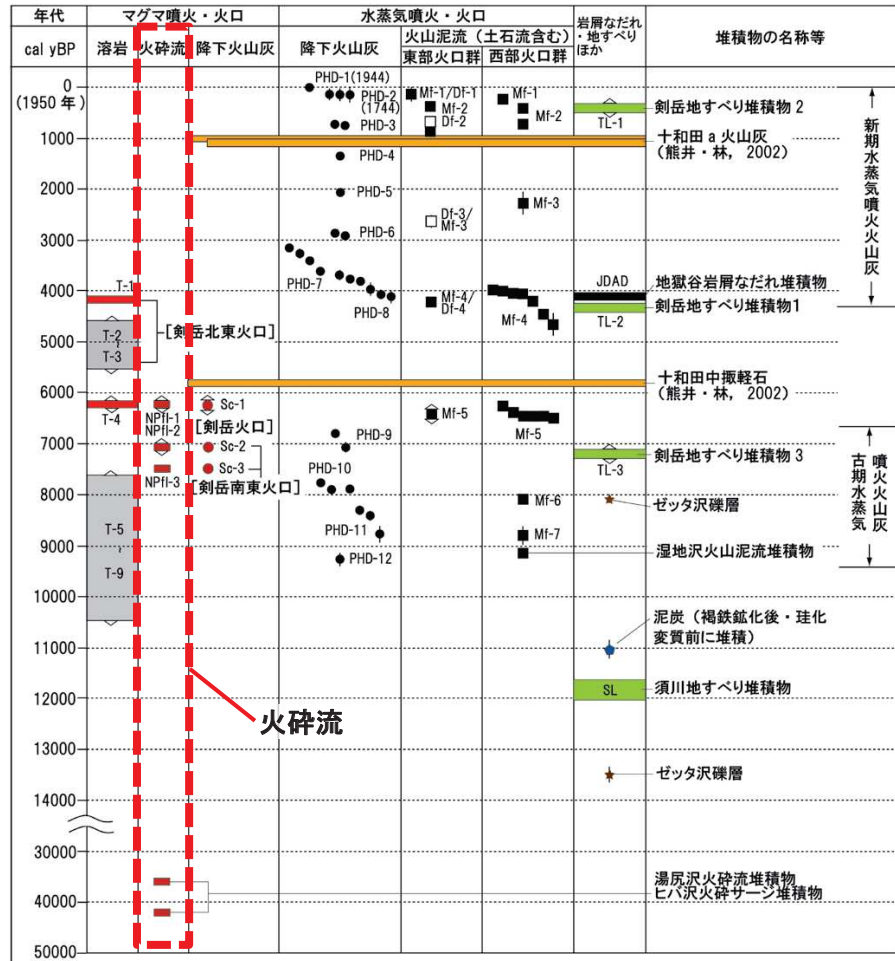 年代
マグマ噴火・火口
水蒸気噴火・火口
岩屑なだれ
・地すべり
ほか
堆積物の名称等
cal yBP
溶岩
火砕流
降下火山灰
降下火山灰
火山泥流（土石流含む）
東部火口群
西部火口群
0
(1950 年)
1000
2000
3000
4000
5000
6000
7000
8000
9000
10000
11000
12000
13000
14000
30000
40000
50000
T-1
T-2
T-3
T-4
T-5
T-9
[剣岳北東火口]
NPfl-1
NPfl-2
NPfl-3
Sc-1
[剣岳火口]
Sc-2
Sc-3
[剣岳南東火口]
火砕流
PHD-1(1944)
PHD-2
(1744)
PHD-3
PHD-4
PHD-5
PHD-6
PHD-7
PHD-8
PHD-9
PHD-10
PHD-11
PHD-12
Mf-1/Df-1
Mf-2
Df-2
Df-3/
Mf-3
Mf-4/
Df-4
Mf-5
Mf-1
Mf-2
Mf-3
Mf-4
Mf-5
Mf-6
Mf-7
TL-1
JDAD
TL-2
TL-3
SL
剣岳地すべり堆積物 2
十和田 a 火山灰
(熊井・林, 2002)
地獄谷岩屑なだれ堆積物
剣岳地すべり堆積物1
十和田中掫軽石
(熊井・林, 2002)
剣岳地すべり堆積物 3
ゼッタ沢礫層
湿地沢火山泥流堆積物
泥炭（褐鉄鉱化後・珪化
変質前に堆積）
須川地すべり堆積物
ゼッタ沢礫層
湯尻沢火砕流堆積物
ヒバ沢火砕サージ堆積物
新期水蒸気噴火火山灰
古期水蒸気
噴火火山灰